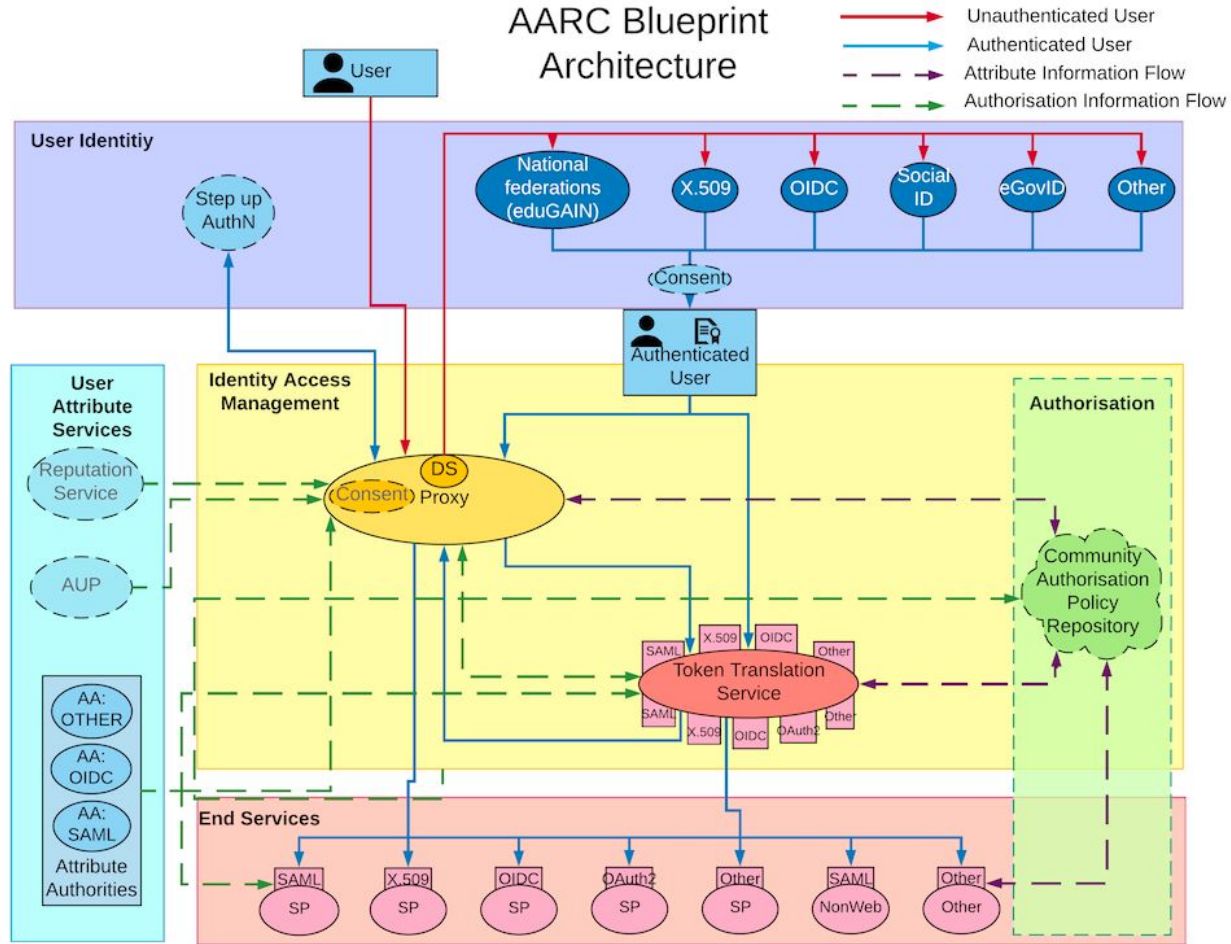 AARC Blueprint
Architecture
Unauthenticated User
Authenticated User
Attribute Information Flow
Authorisation Information Flow
User
User Identitiy
Step up
AuthN
National
federations
(eduGAIN)
X.509
OIDC
Social
ID
eGovID
Other
Consent
Authenticated
User
User
Attribute
Services
Reputation
Service
AUP
AA:
OTHER
AA:
OIDC
AA:
SAML
Attribute
Authorities
Identity Access
Management
DS
Consent
Proxy
Authorisation
Community
Authorisation
Policy
Repository
SAML
X.509
OIDC
Other
Token Translation
Service
SAML
X.509
OIDC
OAuth2
Other
End Services
SAML
SP
X.509
SP
OIDC
SP
OAuth2
SP
Other
SP
SAML
NonWeb
Other
Other